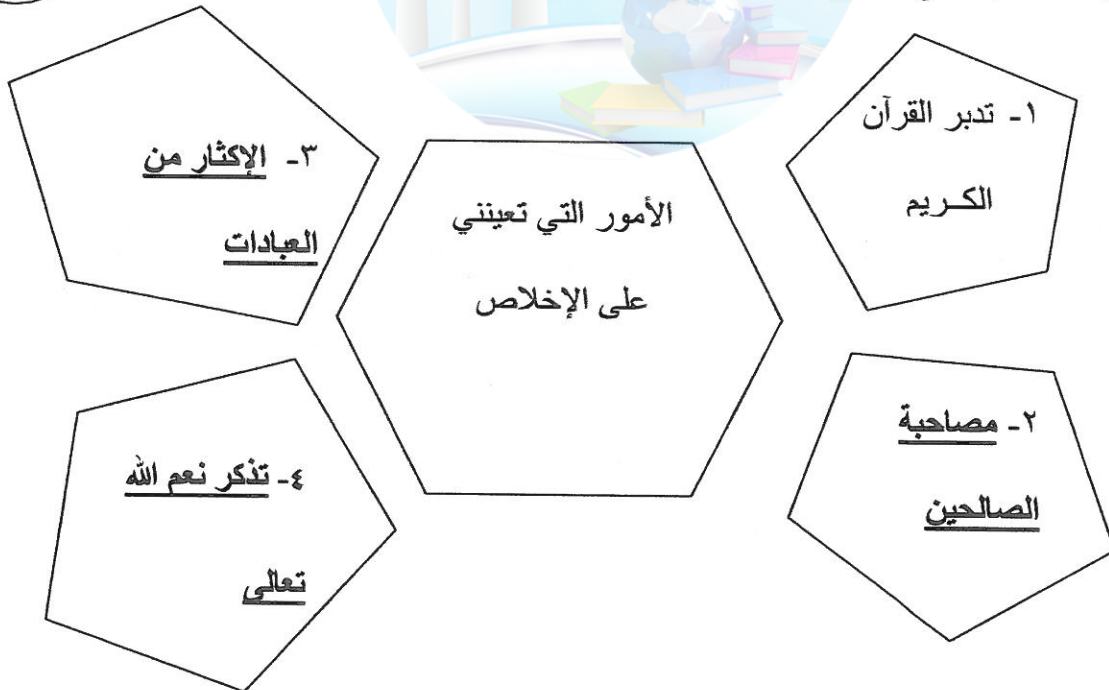 الأمور التي تعينني
على الإخلاص
١- تدبر القرآن
الكـريم
٢- مصاحبة
الصالحين
٣- الإكثار من
العبادات
٤- تذكر نعم الله
تعالى